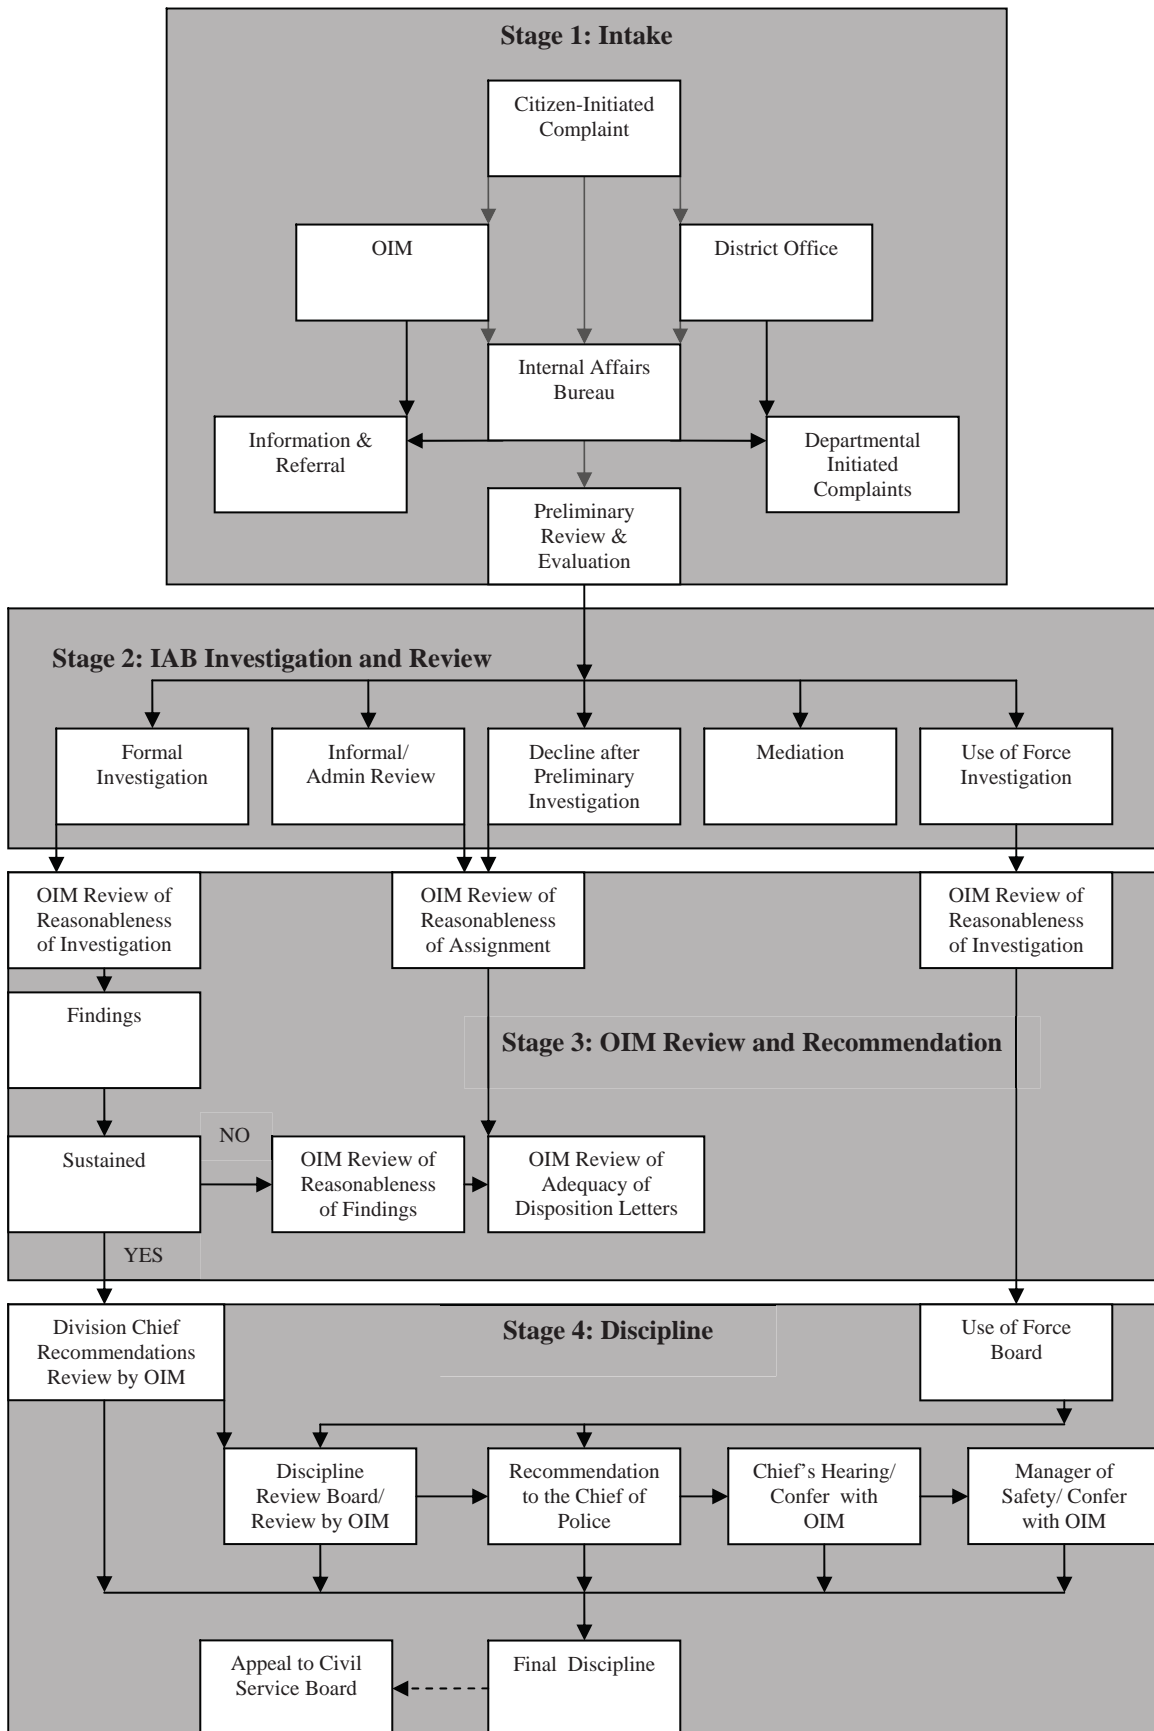 Stage 1: Intake
Citizen-Initiated
Complaint
OIM
District Office
Internal Affairs
Bureau
Information &
Referral
Departmental
Initiated
Complaints
Preliminary
Review &
Evaluation
Stage 2: IAB Investigation and Review
Formal
Investigation
Informal/
Admin Review
Decline after
Preliminary
Investigation
Mediation
Use of Force
Investigation
OIM Review of
Reasonableness
of Investigation
OIM Review of
Reasonableness
of Assignment
OIM Review of
Reasonableness
of Investigation
Findings
Stage 3: OIM Review and Recommendation
Sustained
NO
OIM Review of
Reasonableness
of Findings
OIM Review of
Adequacy of
Disposition Letters
YES
Division Chief
Recommendations
Review by OIM
Stage 4: Discipline
Use of Force
Board
Discipline
Review Board/
Review by OIM
Recommendation
to the Chief of
Police
Chief's Hearing/
Confer with
OIM
Manager of
Safety/ Confer
with OIM
Appeal to Civil
Service Board
Final Discipline